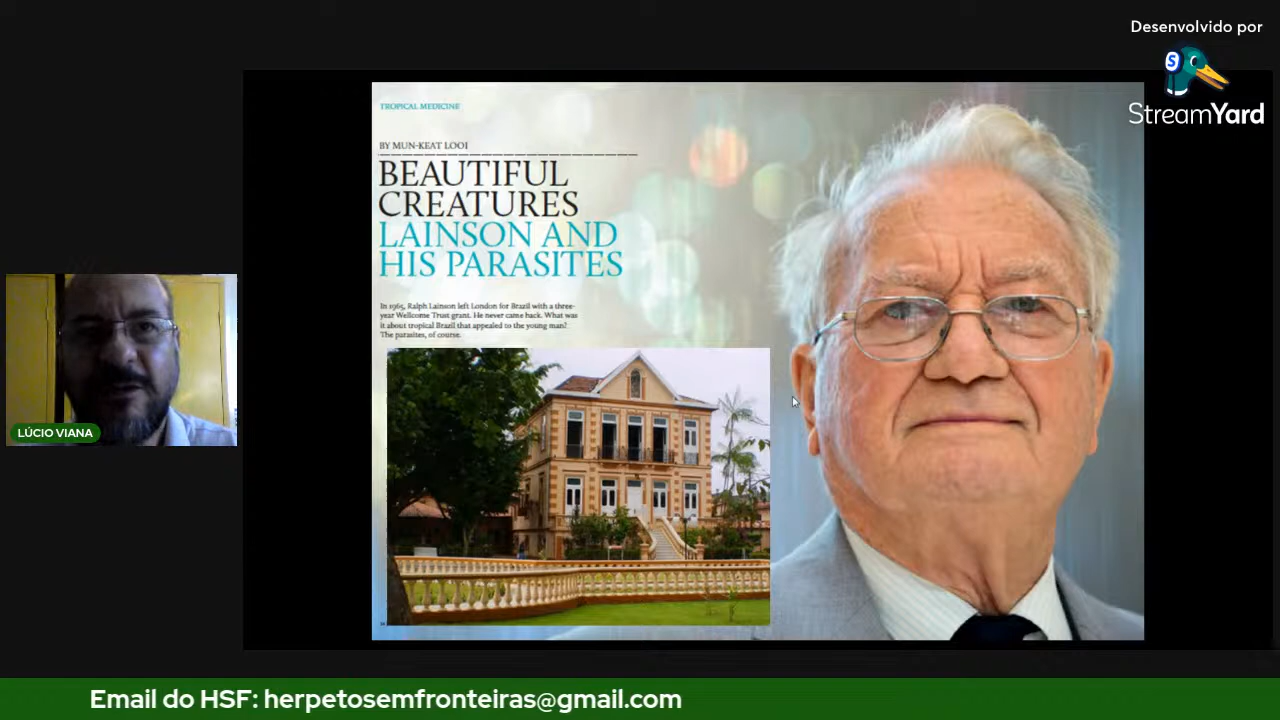 Desenvolvido por
StreamYard
TROPICAL MEDICINE
BY MUN-KEAT LOOI
BEAUTIFUL
CREATURES
LAINSON AND
HIS PARASITES
In 1965, Ralph Lainson left London for Brazil with a three-
year Wellcome Trust grant. He never came back. What was
it about tropical Brazil that appealed to the young man?
The parasites, of course.
LÚCIO VIANA
Email do HSF: herpetosemfronteiras@gmail.com